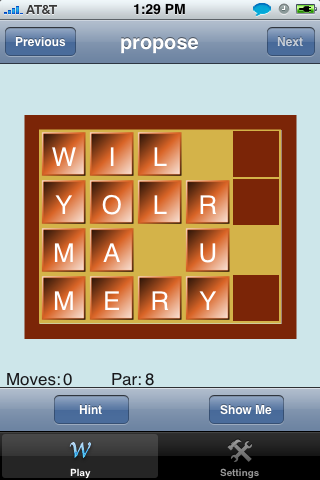 AT&T 1:29 PM
Previous propose Next
W I L
Y O L R
M A U
M E R Y
Moves: 0 Par: 8
Hint Show Me
W
Play Settings